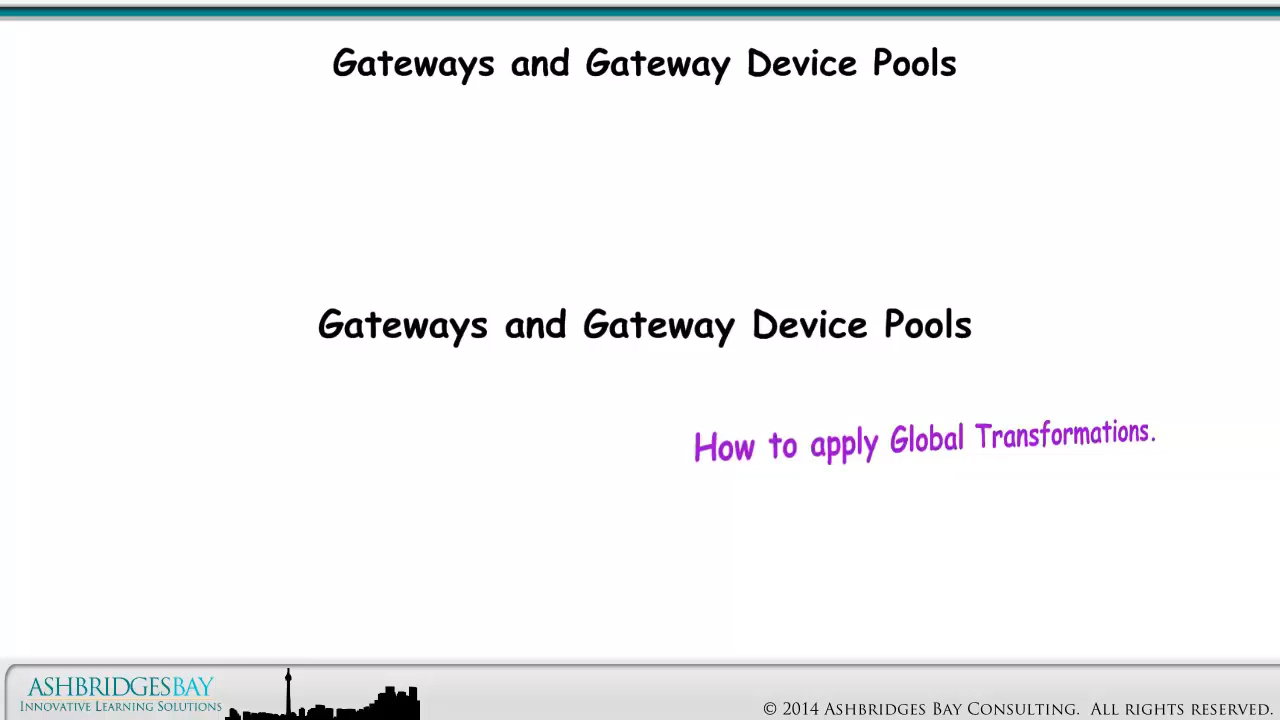 Gateways and Gateway Device Pools
Gateways and Gateway Device Pools
How to apply Global Transformations.
ASHBRIDGESBAY
INNOVATIVE LEARNING SOLUTIONS
© 2014 ASHBRIDGES BAY CONSULTING. ALL RIGHTS RESERVED.